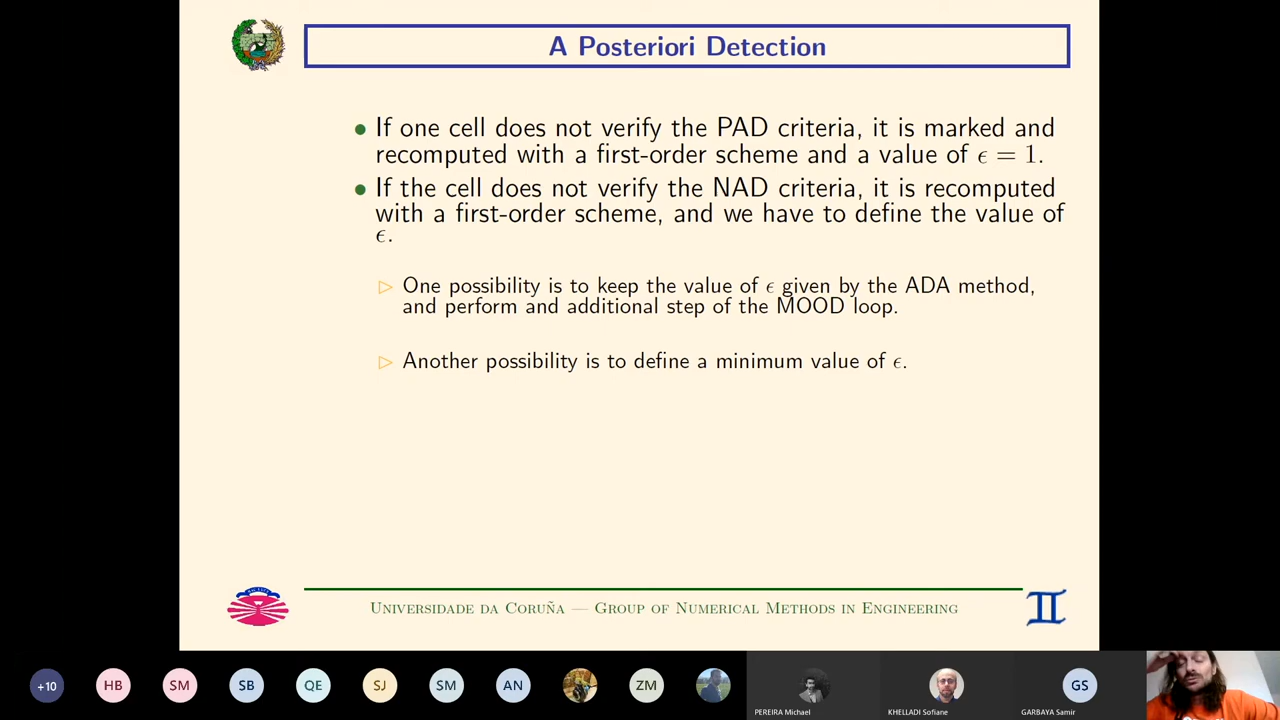 A Posteriori Detection
• If one cell does not verify the PAD criteria, it is marked and
recomputed with a first-order scheme and a value of ϵ = 1.
• If the cell does not verify the NAD criteria, it is recomputed
with a first-order scheme, and we have to define the value of
ϵ.
▷ One possibility is to keep the value of ϵ given by the ADA method,
and perform and additional step of the MOOD loop.
▷ Another possibility is to define a minimum value of ϵ.
Universidade da Coruña — Group of Numerical Methods in Engineering
+10
HB
SM
SB
QE
SJ
SM
AN
ZM
GS
PEREIRA Michael
KHELLADI Sofiane
GARBAYA Samir